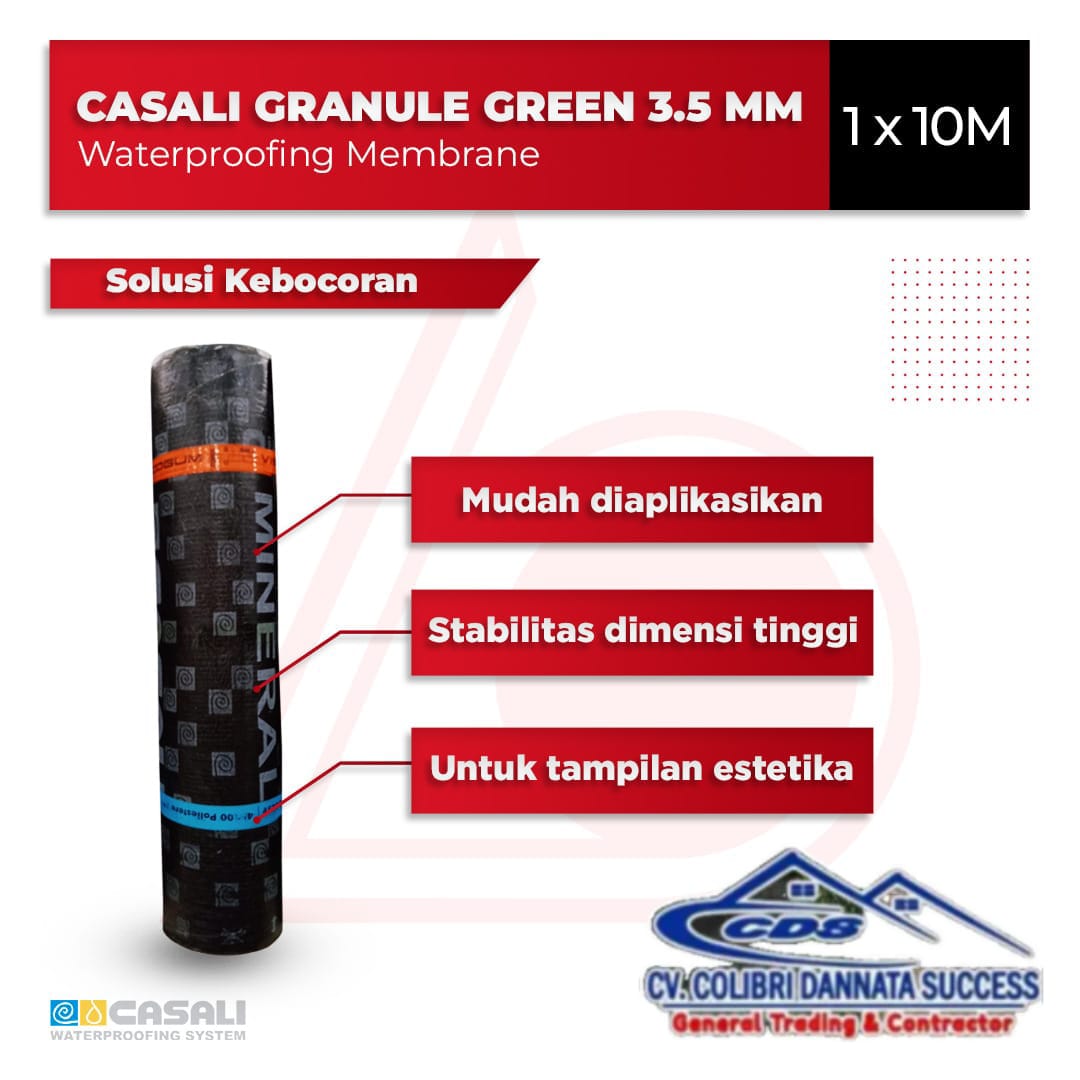 CASALI GRANULE GREEN 3.5 MM
Waterproofing Membrane
1 x 10M
Solusi Kebocoran
MINERAL
Mudah diaplikasikan
Stabilitas dimensi tinggi
Untuk tampilan estetika
Poliestere
CDS
CV. COLIBRI DANNATA SUCCESS
General Trading & Contractor
CASALI
WATERPROOFING SYSTEM